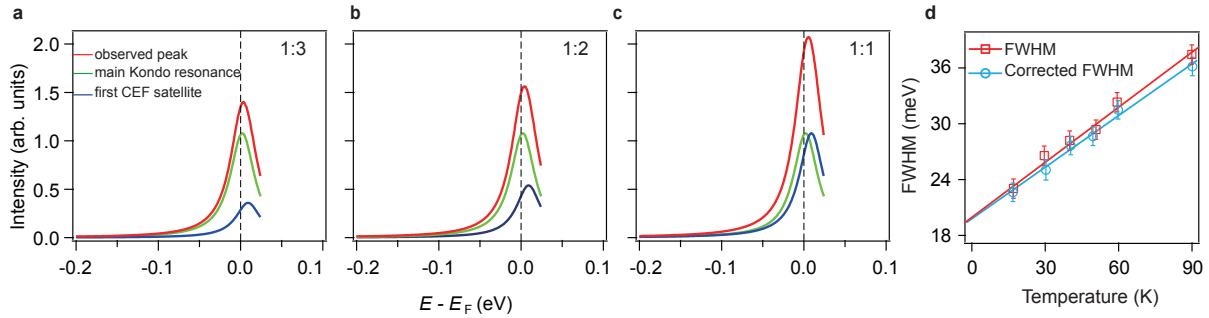 a
b
c
d
Intensity (arb. units)
2.0
1.5
1.0
0.5
0.0
observed peak
main Kondo resonance
first CEF satellite
1:3
1:2
1:1
-0.2
-0.1
0.0
0.1
-0.2
-0.1
0.0
0.1
-0.2
-0.1
0.0
0.1
E - E_F (eV)
FWHM (meV)
36
30
24
18
FWHM
Corrected FWHM
0
30
60
90
Temperature (K)